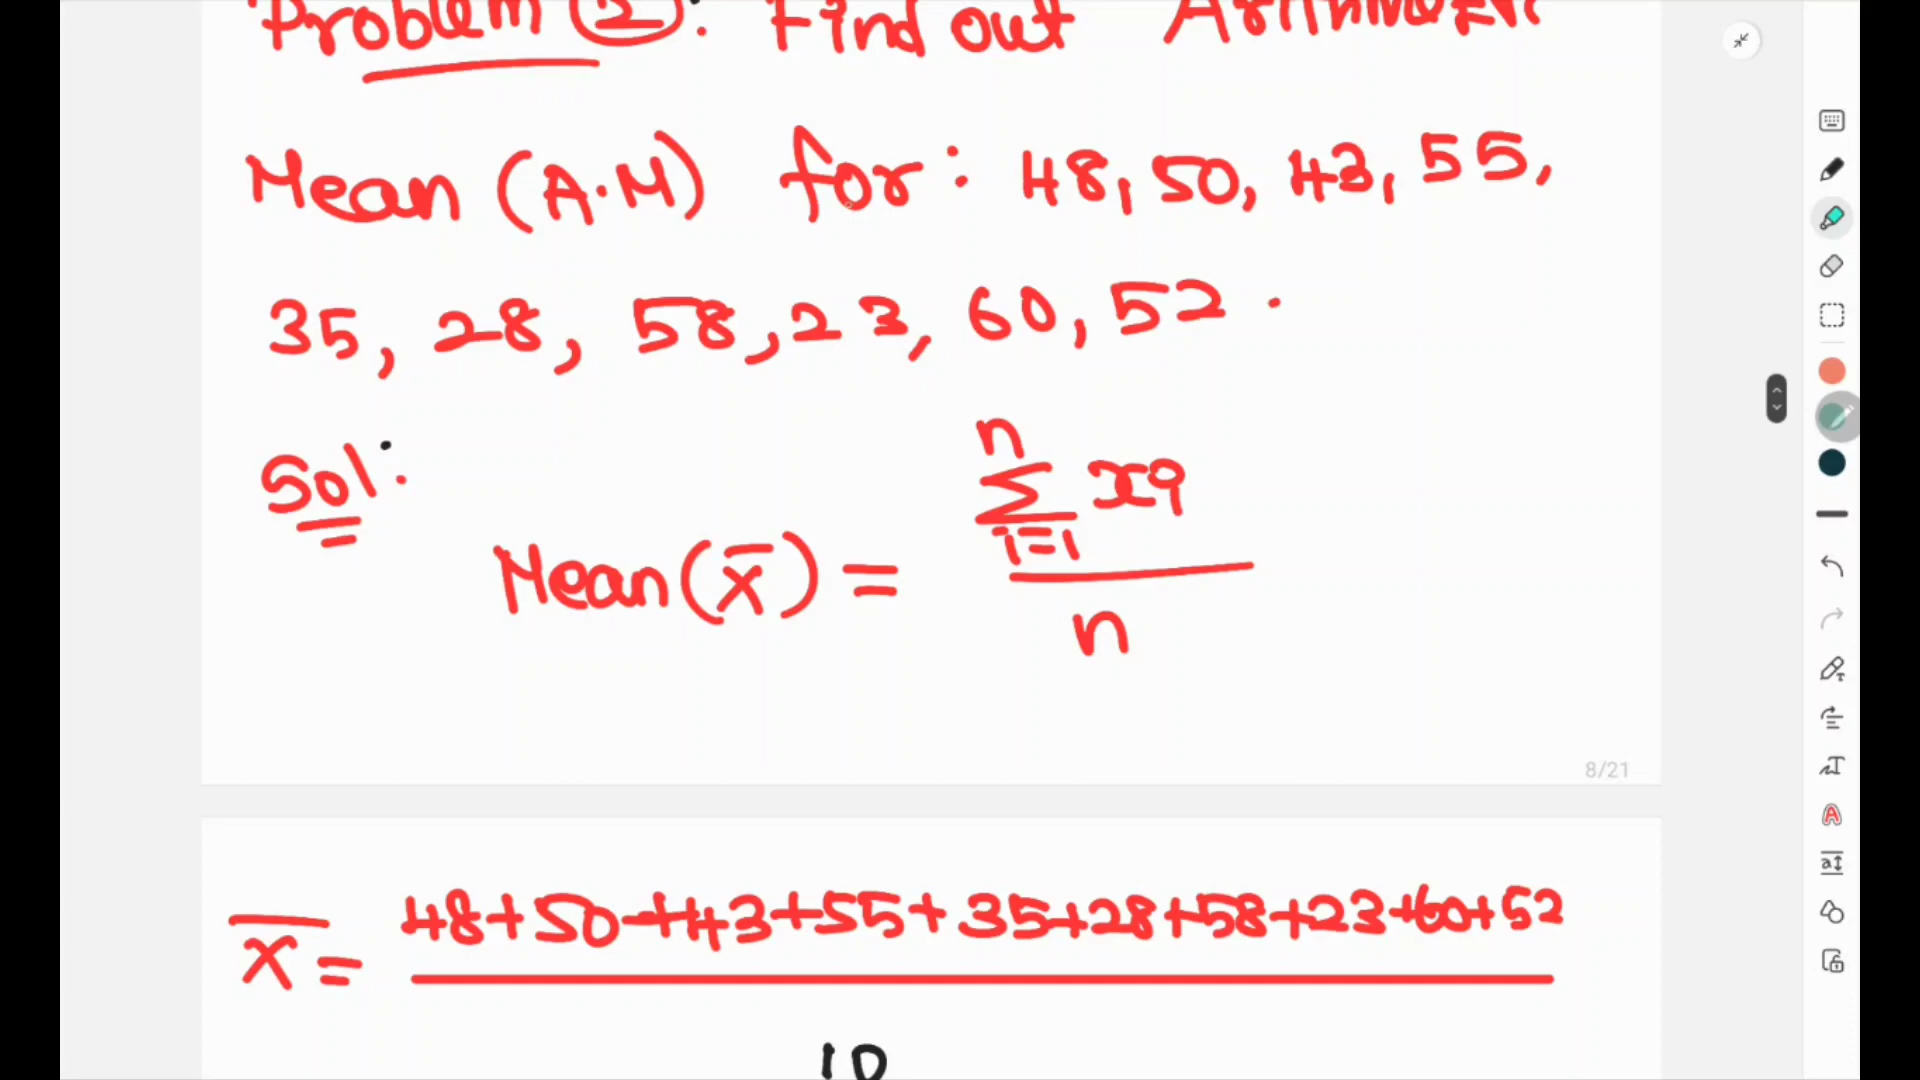 Problem ②: Find out Arithmetic
Mean (A.M) for: 48, 50, 43, 55,
35, 28, 58, 23, 60, 52.
Sol:
n
Σ xi
i=1
Mean(x̅) =
n
8/21
48+50+43+55+35+28+58+23+60+52
x̅ =
10